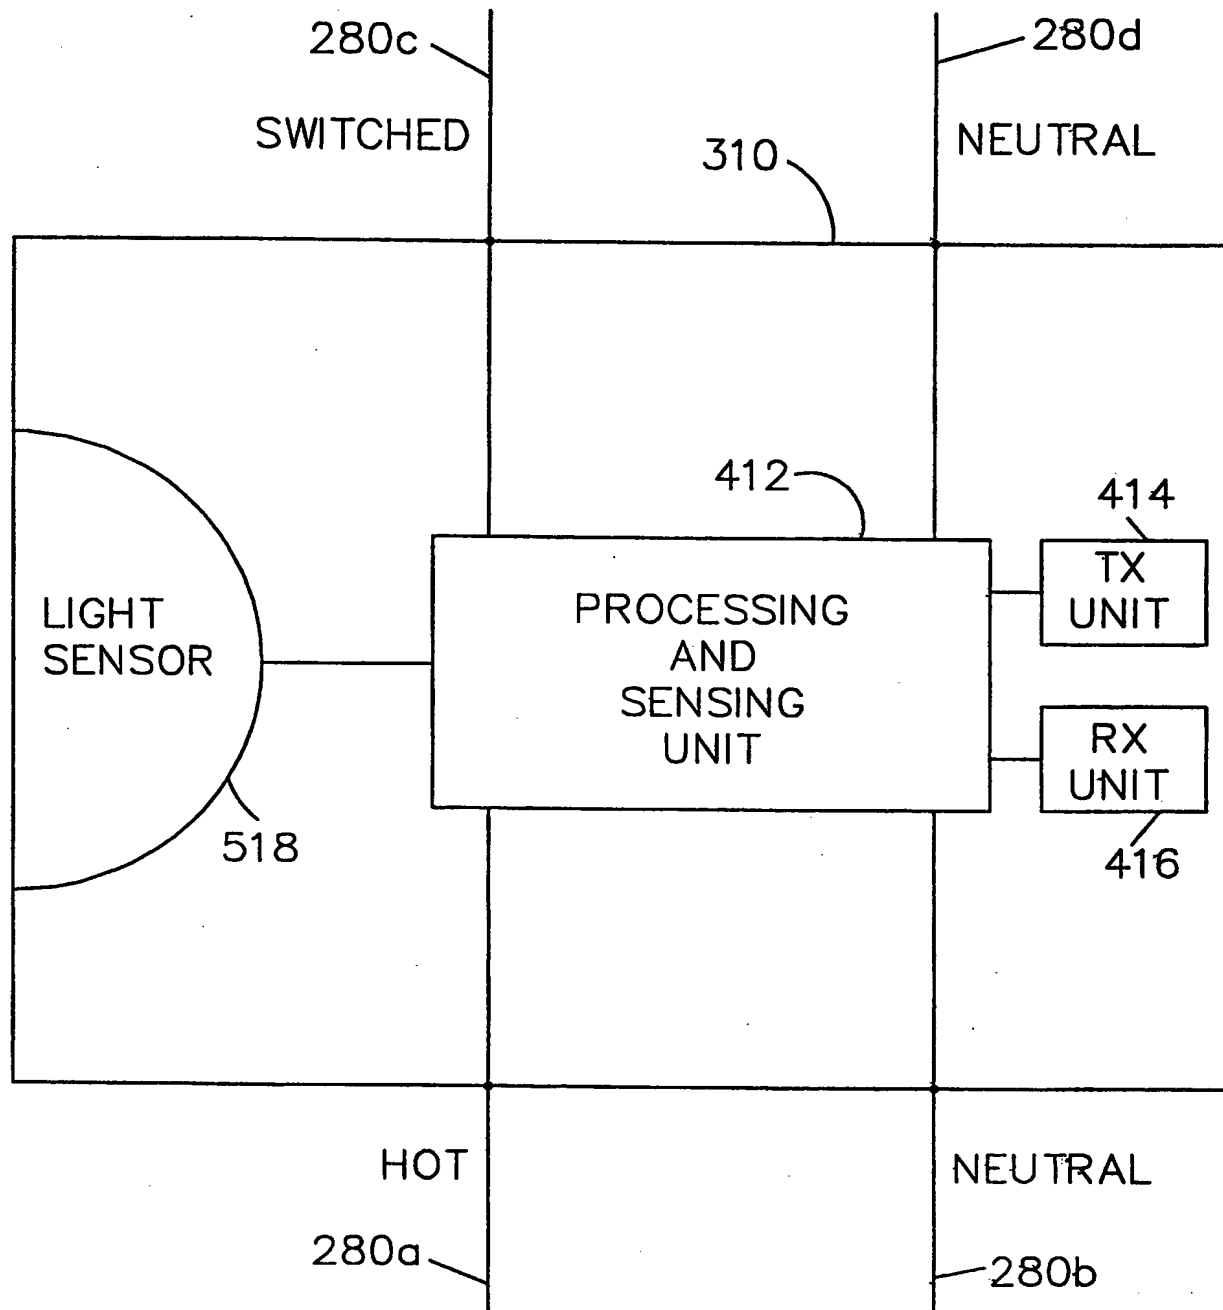 280c
280d
SWITCHED
NEUTRAL
310
412
414
TX
UNIT
LIGHT
SENSOR
PROCESSING
AND
SENSING
UNIT
RX
UNIT
518
416
HOT
NEUTRAL
280a
280b